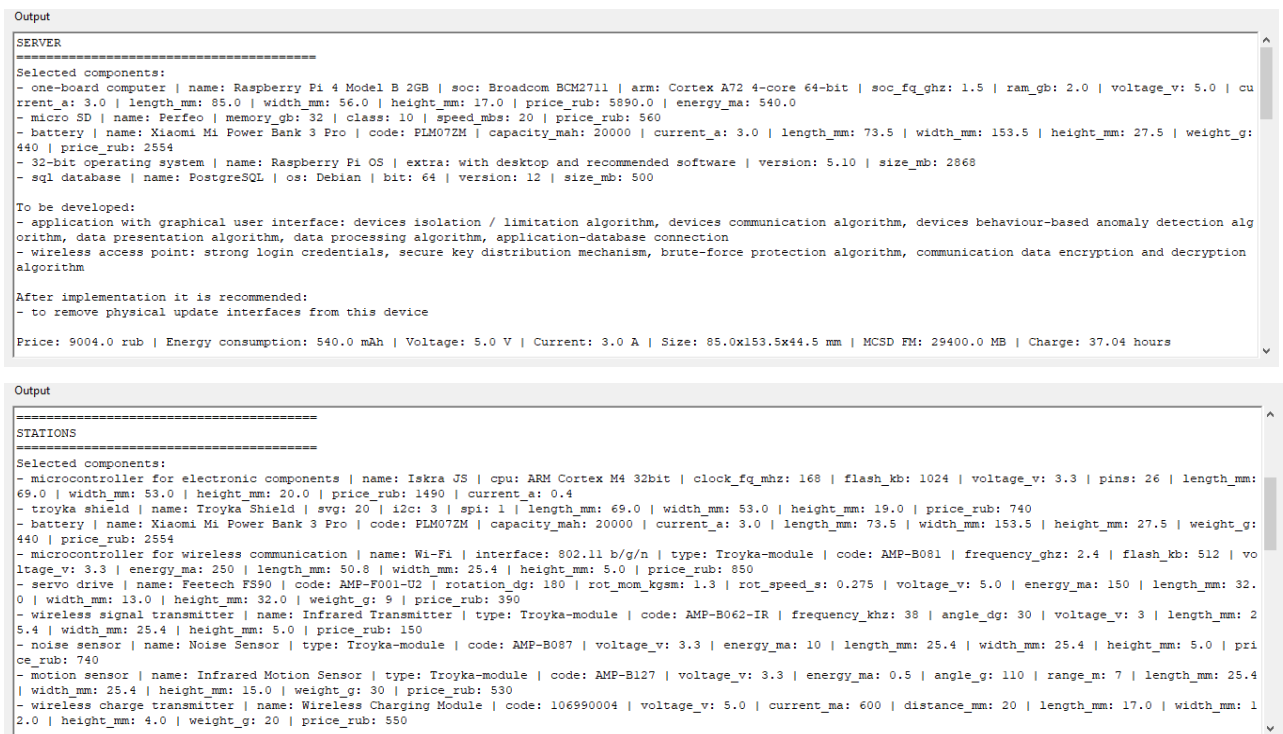 Output
SERVER
========================================
Selected components:
- one-board computer | name: Raspberry Pi 4 Model B 2GB | soc: Broadcom BCM2711 | arm: Cortex A72 4-core 64-bit | soc_fq_ghz: 1.5 | ram_gb: 2.0 | voltage_v: 5.0 | cu
rrent_a: 3.0 | length_mm: 85.0 | width_mm: 56.0 | height_mm: 17.0 | price_rub: 5890.0 | energy_ma: 540.0
- micro SD | name: Perfeo | memory_gb: 32 | class: 10 | speed_mbs: 20 | price_rub: 560
- battery | name: Xiaomi Mi Power Bank 3 Pro | code: PLM07ZM | capacity_mah: 20000 | current_a: 3.0 | length_mm: 73.5 | width_mm: 153.5 | height_mm: 27.5 | weight_g:
440 | price_rub: 2554
- 32-bit operating system | name: Raspberry Pi OS | extra: with desktop and recommended software | version: 5.10 | size_mb: 2868
- sql database | name: PostgreSQL | os: Debian | bit: 64 | version: 12 | size_mb: 500
To be developed:
- application with graphical user interface: devices isolation / limitation algorithm, devices communication algorithm, devices behaviour-based anomaly detection alg
orithm, data presentation algorithm, data processing algorithm, application-database connection
- wireless access point: strong login credentials, secure key distribution mechanism, brute-force protection algorithm, communication data encryption and decryption
algorithm
After implementation it is recommended:
- to remove physical update interfaces from this device
Price: 9004.0 rub | Energy consumption: 540.0 mAh | Voltage: 5.0 V | Current: 3.0 A | Size: 85.0x153.5x44.5 mm | MCSD FM: 29400.0 MB | Charge: 37.04 hours
Output
========================================
STATIONS
========================================
Selected components:
- microcontroller for electronic components | name: Iskra JS | cpu: ARM Cortex M4 32bit | clock_fq_mhz: 168 | flash_kb: 1024 | voltage_v: 3.3 | pins: 26 | length_mm:
69.0 | width_mm: 53.0 | height_mm: 20.0 | price_rub: 1490 | current_a: 0.4
- troyka shield | name: Troyka Shield | svg: 20 | i2c: 3 | spi: 1 | length_mm: 69.0 | width_mm: 53.0 | height_mm: 19.0 | price_rub: 740
- battery | name: Xiaomi Mi Power Bank 3 Pro | code: PLM07ZM | capacity_mah: 20000 | current_a: 3.0 | length_mm: 73.5 | width_mm: 153.5 | height_mm: 27.5 | weight_g:
440 | price_rub: 2554
- microcontroller for wireless communication | name: Wi-Fi | interface: 802.11 b/g/n | type: Troyka-module | code: AMP-B081 | frequency_ghz: 2.4 | flash_kb: 512 | vo
ltage_v: 3.3 | energy_ma: 250 | length_mm: 50.8 | width_mm: 25.4 | height_mm: 5.0 | price_rub: 850
- servo drive | name: Feetech FS90 | code: AMP-F001-U2 | rotation_dg: 180 | rot_mom_kgsm: 1.3 | rot_speed_s: 0.275 | voltage_v: 5.0 | energy_ma: 150 | length_mm: 32.
0 | width_mm: 13.0 | height_mm: 32.0 | weight_g: 9 | price_rub: 390
- wireless signal transmitter | name: Infrared Transmitter | type: Troyka-module | code: AMP-B062-IR | frequency_khz: 38 | angle_dg: 30 | voltage_v: 3 | length_mm: 2
5.4 | width_mm: 25.4 | height_mm: 5.0 | price_rub: 150
- noise sensor | name: Noise Sensor | type: Troyka-module | code: AMP-B087 | voltage_v: 3.3 | energy_ma: 10 | length_mm: 25.4 | width_mm: 25.4 | height_mm: 5.0 | pri
ce_rub: 740
- motion sensor | name: Infrared Motion Sensor | type: Troyka-module | code: AMP-B127 | voltage_v: 3.3 | energy_ma: 0.5 | angle_g: 110 | range_m: 7 | length_mm: 25.4
| width_mm: 25.4 | height_mm: 15.0 | weight_g: 30 | price_rub: 530
- wireless charge transmitter | name: Wireless Charging Module | code: 106990004 | voltage_v: 5.0 | current_ma: 600 | distance_mm: 20 | length_mm: 17.0 | width_mm: 1
2.0 | height_mm: 4.0 | weight_g: 20 | price_rub: 550